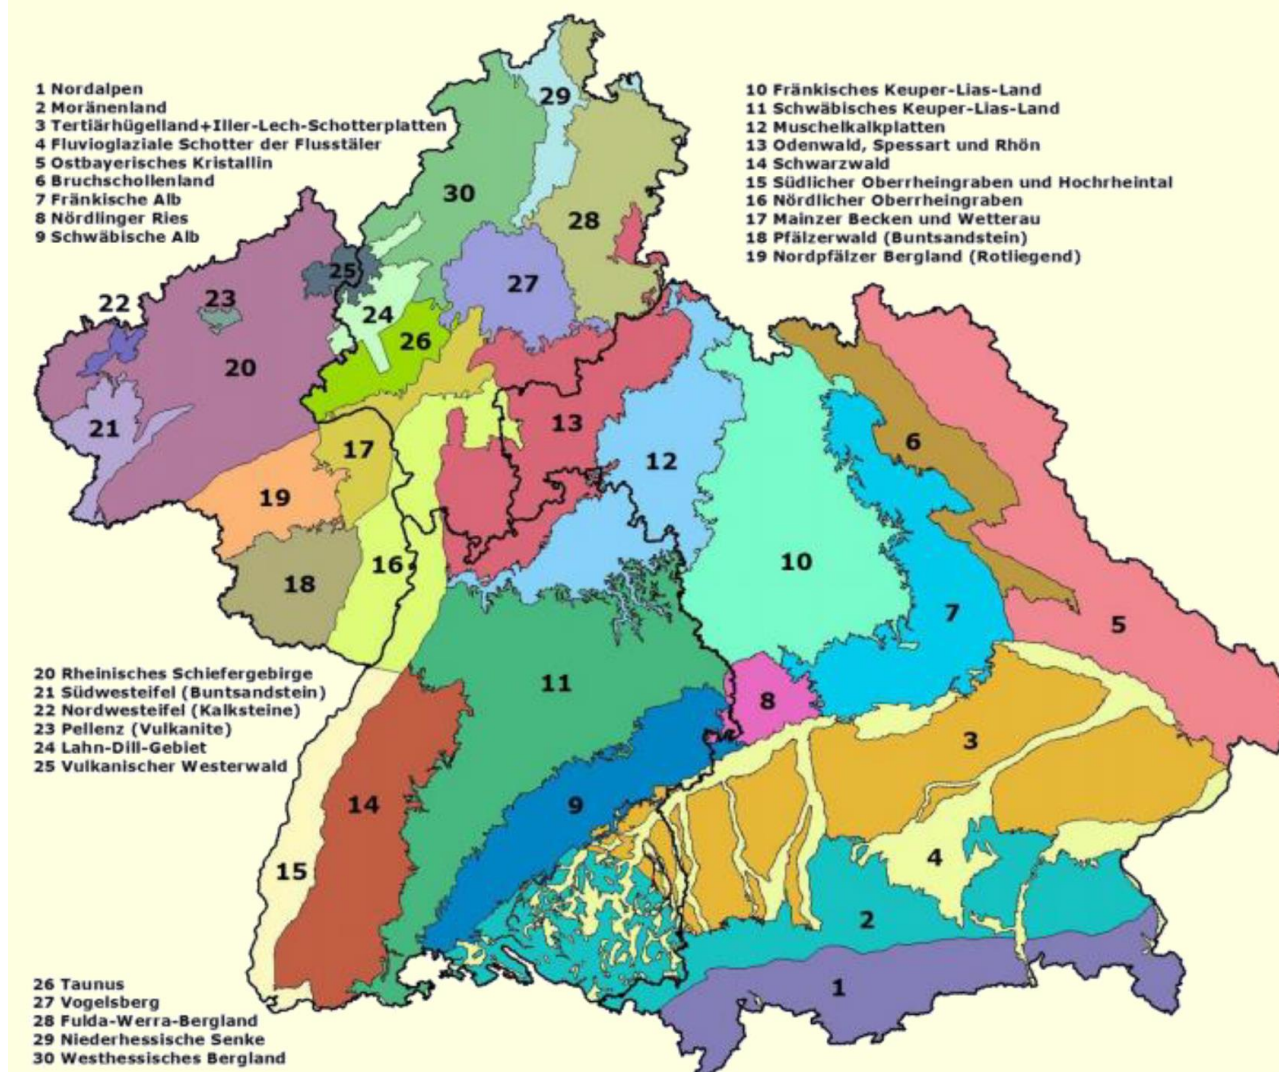 1 Nordalpen
2 Moränenland
3 Tertiärhügelland+Iller-Lech-Schotterplatten
4 Fluvioglaziale Schotter der Flusstäler
5 Ostbayerisches Kristallin
6 Bruchschollenland
7 Fränkische Alb
8 Nördlinger Ries
9 Schwäbische Alb
10 Fränkisches Keuper-Lias-Land
11 Schwäbisches Keuper-Lias-Land
12 Muschelkalkplatten
13 Odenwald, Spessart und Rhön
14 Schwarzwald
15 Südlicher Oberrheingraben und Hochrheintal
16 Nördlicher Oberrheingraben
17 Mainzer Becken und Wetterau
18 Pfälzerwald (Buntsandstein)
19 Nordpfälzer Bergland (Rotliegend)
29
30
28
25
27
22
23
24
26
20
21
13
17
6
12
19
16
10
18
7
5
20 Rheinisches Schiefergebirge
21 Südwesteifel (Buntsandstein)
22 Nordwesteifel (Kalksteine)
23 Pellenz (Vulkanite)
24 Lahn-Dill-Gebiet
25 Vulkanischer Westerwald
11
8
3
14
9
4
15
2
1
26 Taunus
27 Vogelsberg
28 Fulda-Werra-Bergland
29 Niederhessische Senke
30 Westhessisches Bergland